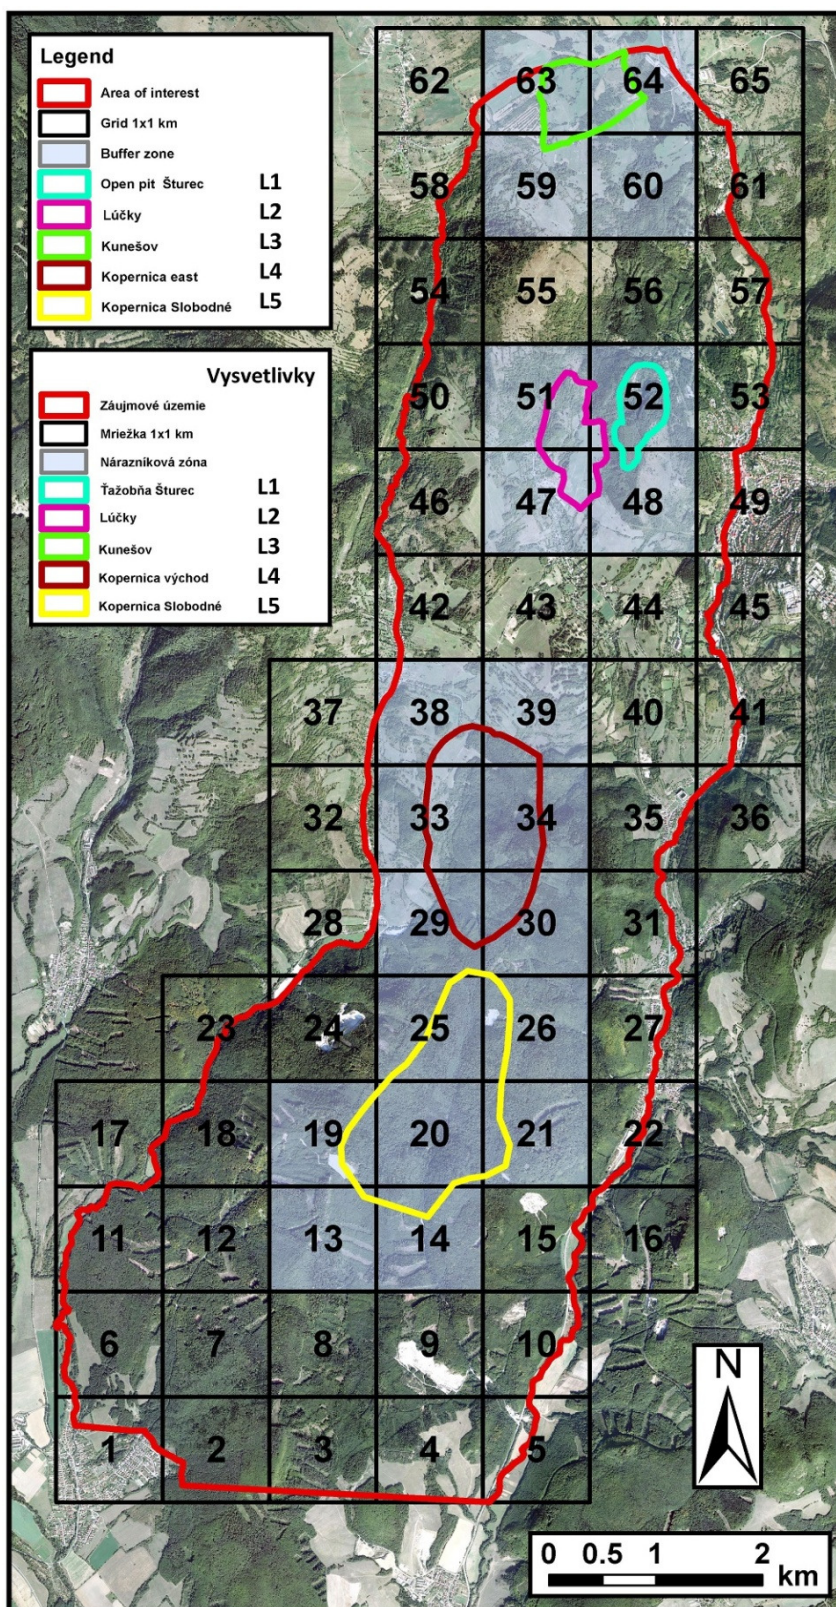 Legend
Area of interest
Grid 1x1 km
Buffer zone
Open pit Šturec L1
Lúčky L2
Kunešov L3
Kopernica east L4
Kopernica Slobodné L5
Vysvetlivky
Záujmové územie
Mriežka 1x1 km
Nárazníková zóna
Ťažobňa Šturec L1
Lúčky L2
Kunešov L3
Kopernica východ L4
Kopernica Slobodné L5
62 63 64 65
58 59 60 61
54 55 56 57
50 51 52 53
46 47 48 49
42 43 44 45
37 38 39 40 41
32 33 34 35 36
28 29 30 31
23 24 25 26 27
17 18 19 20 21 22
11 12 13 14 15 16
6 7 8 9 10
1 2 3 4 5
N
0 0.5 1 2
km